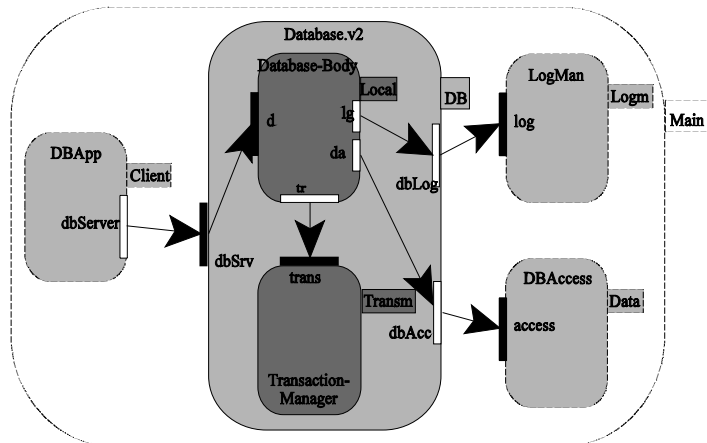 Database.v2
Database-Body
LogMan
Local
DB
Logm
lg
d
log
Main
DBApp
da
Client
dbLog
tr
dbServer
dbSrv
DBAccess
trans
Transm
Data
dbAcc
access
Transaction-
Manager